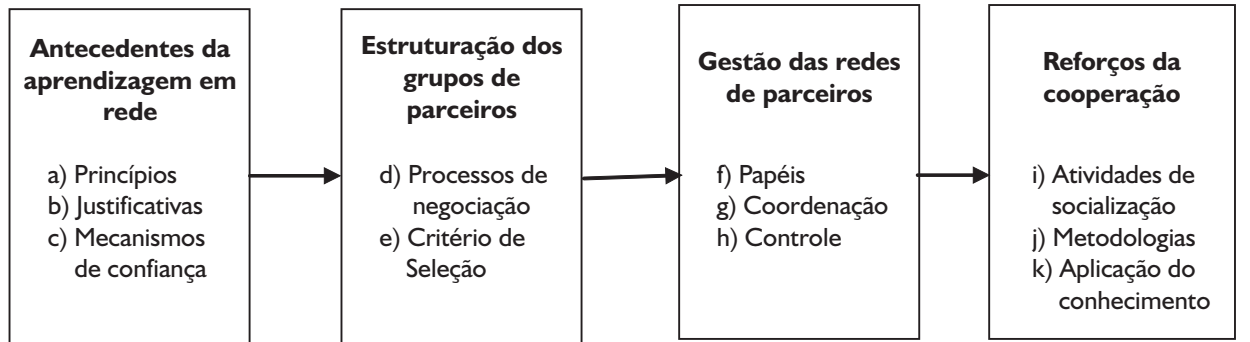 Antecedentes da
aprendizagem em
rede
a) Princípios
b) Justificativas
c) Mecanismos
de confiança
Estruturação dos
grupos de
parceiros
d) Processos de
negociação
e) Critério de
Seleção
Gestão das redes
de parceiros
f) Papéis
g) Coordenação
h) Controle
Reforços da
cooperação
i) Atividades de
socialização
j) Metodologias
k) Aplicação do
conhecimento